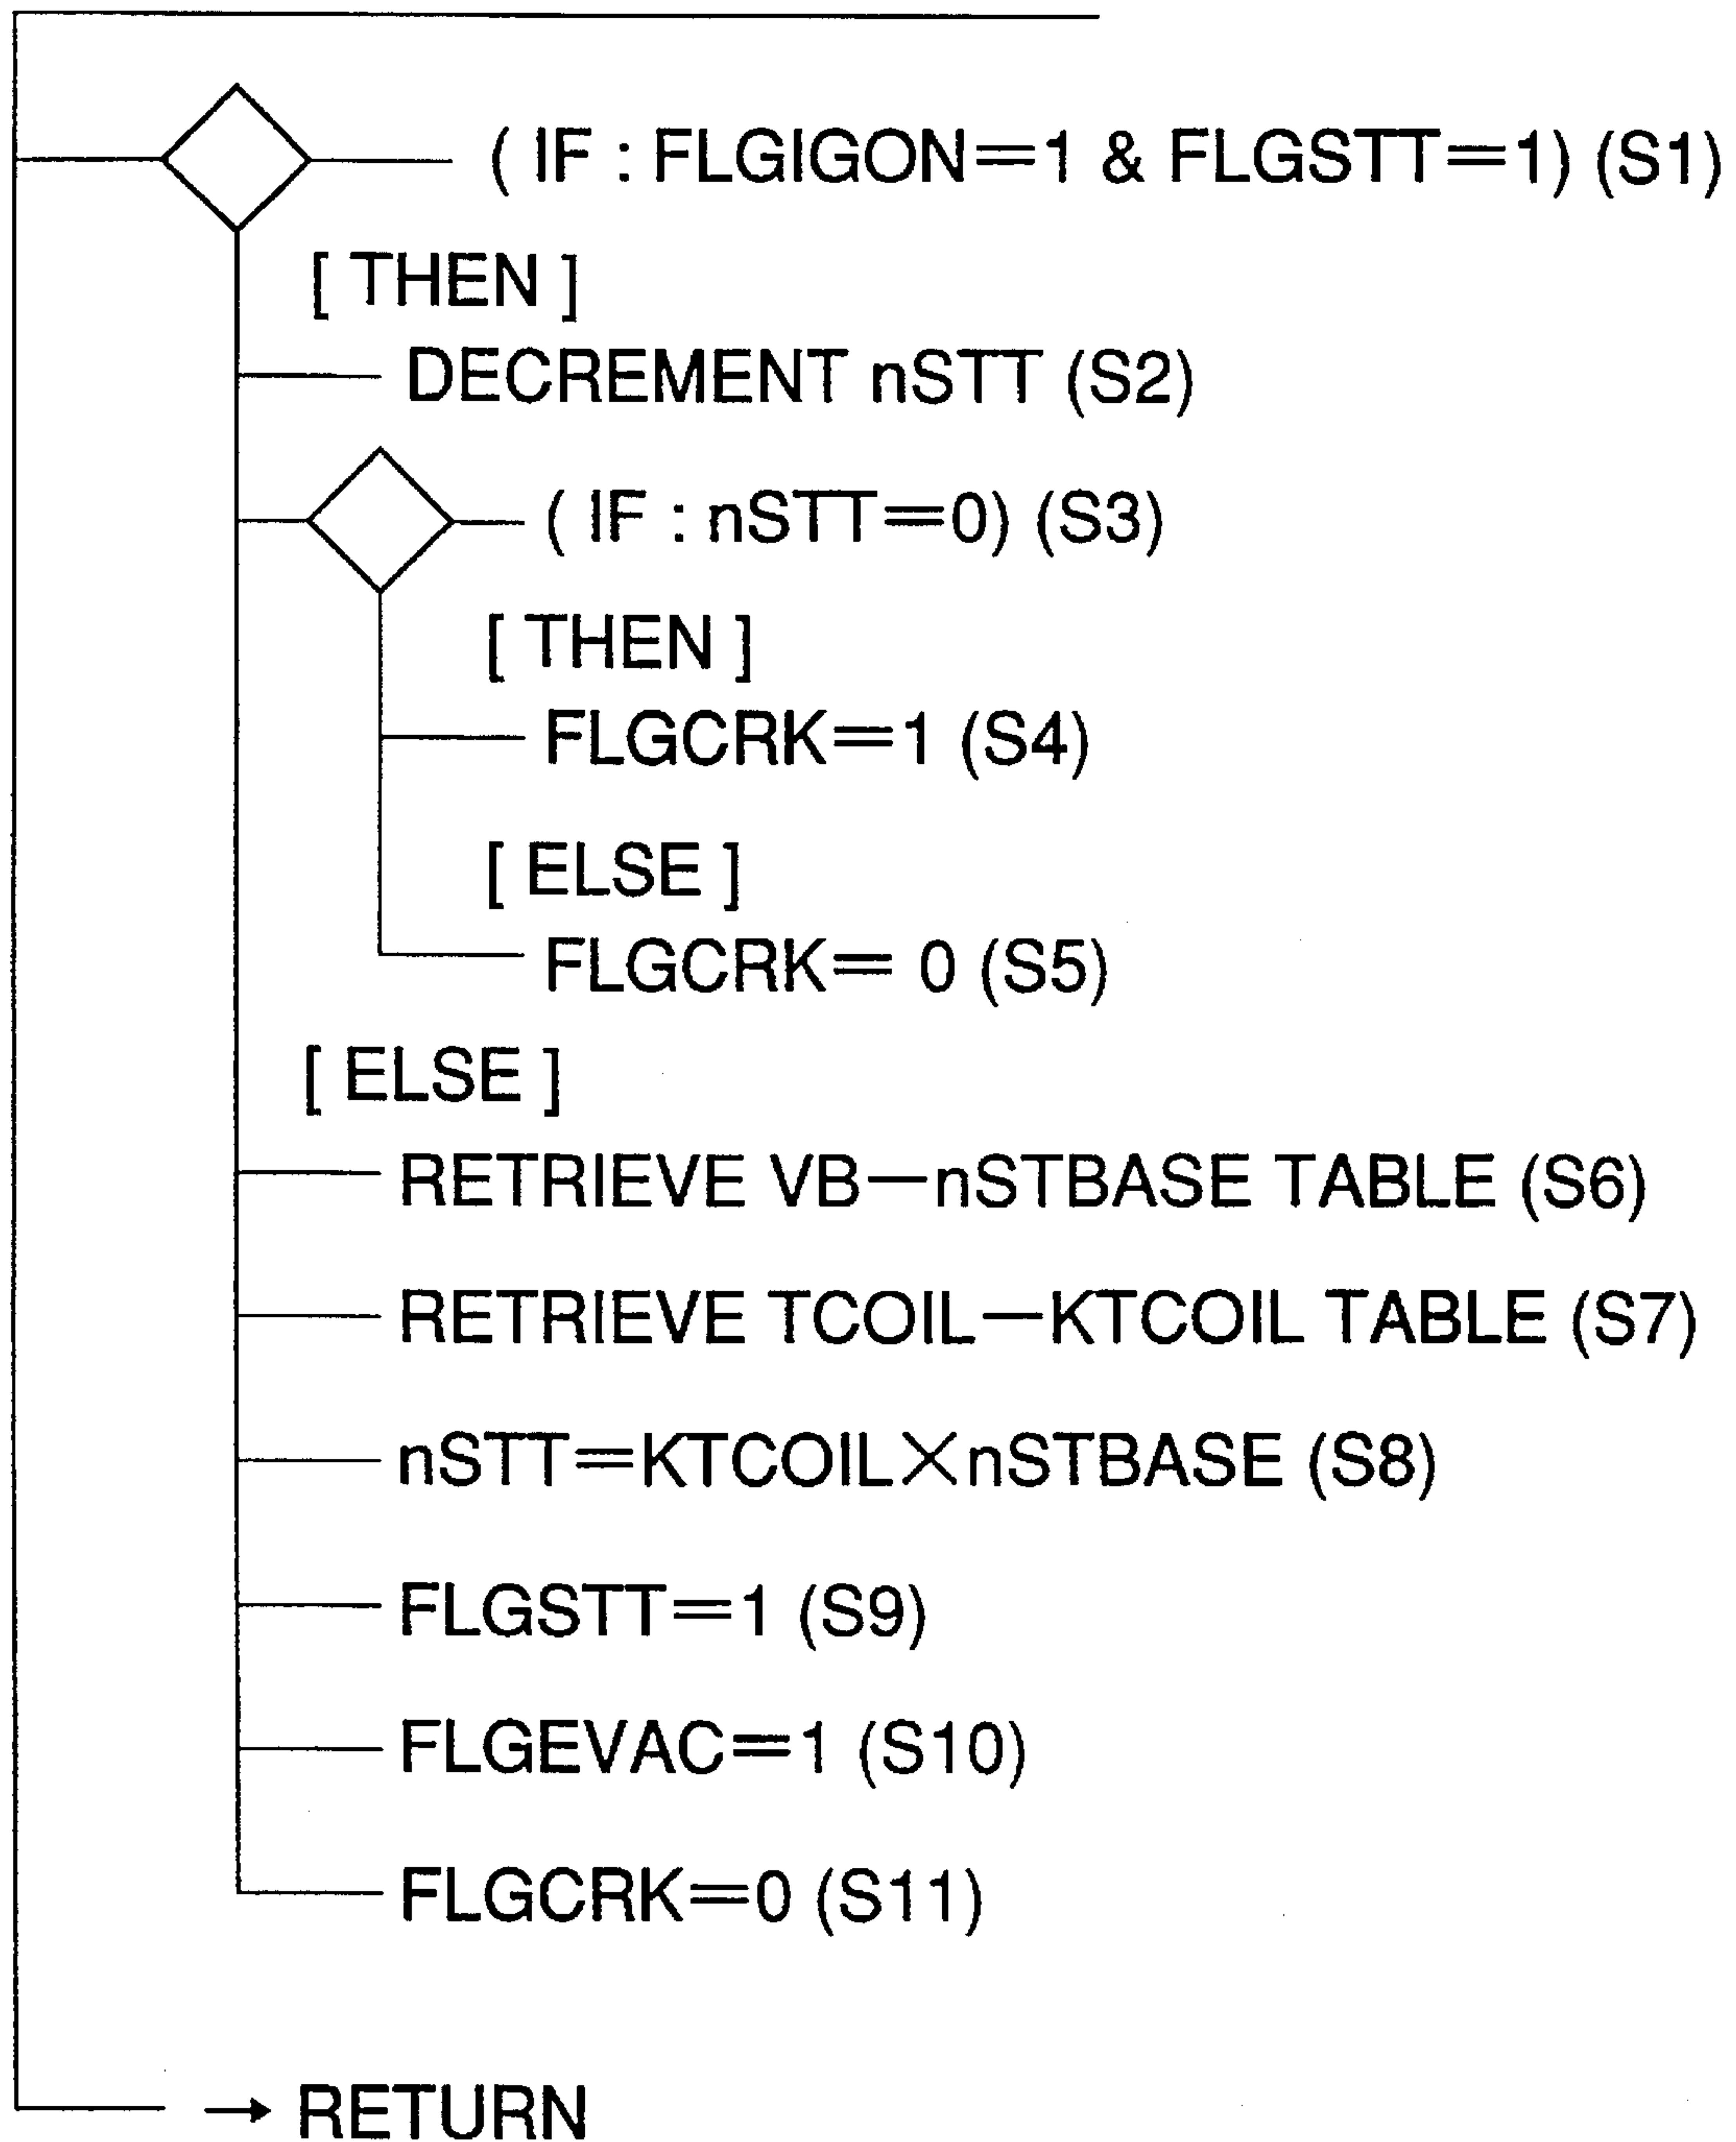 ( IF : FLGIGON=1 & FLGSTT=1) (S1)
[ THEN ]
DECREMENT nSTT (S2)
( IF : nSTT=0) (S3)
[ THEN ]
FLGCRK=1 (S4)
[ ELSE ]
FLGCRK= 0 (S5)
[ ELSE ]
RETRIEVE VB—nSTBASE TABLE (S6)
RETRIEVE TCOIL—KTCOIL TABLE (S7)
nSTT=KTCOIL×nSTBASE (S8)
FLGSTT=1 (S9)
FLGEVAC=1 (S10)
FLGCRK=0 (S11)
→ RETURN